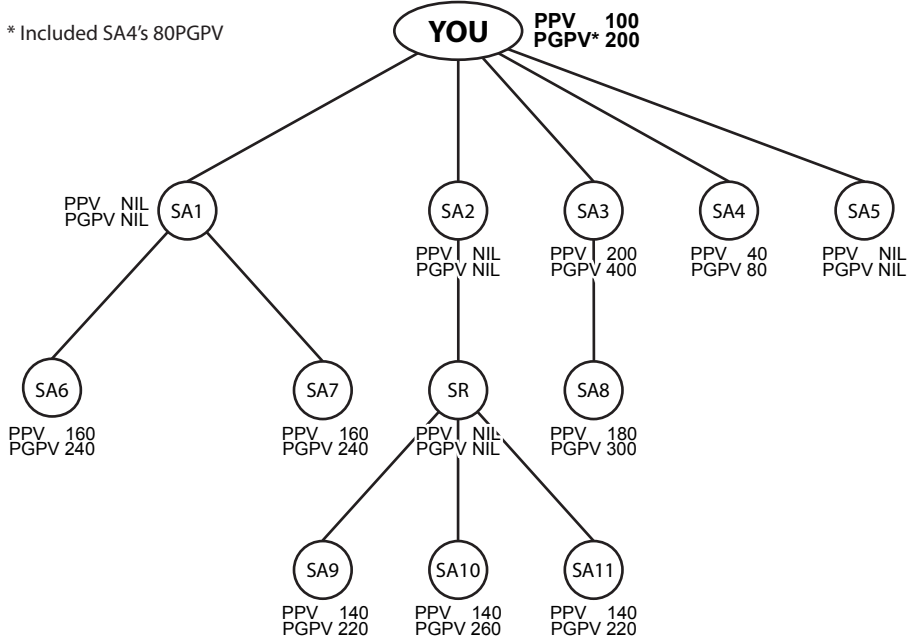 * Included SA4's 80PGPV
YOU
PPV 100
PGPV* 200
SA1
PPV NIL
PGPV NIL
SA2
PPV NIL
PGPV NIL
SA3
PPV 200
PGPV 400
SA4
PPV 40
PGPV 80
SA5
PPV NIL
PGPV NIL
SA6
PPV 160
PGPV 240
SA7
PPV 160
PGPV 240
SR
PPV NIL
PGPV NIL
SA8
PPV 180
PGPV 300
SA9
PPV 140
PGPV 220
SA10
PPV 140
PGPV 260
SA11
PPV 140
PGPV 220